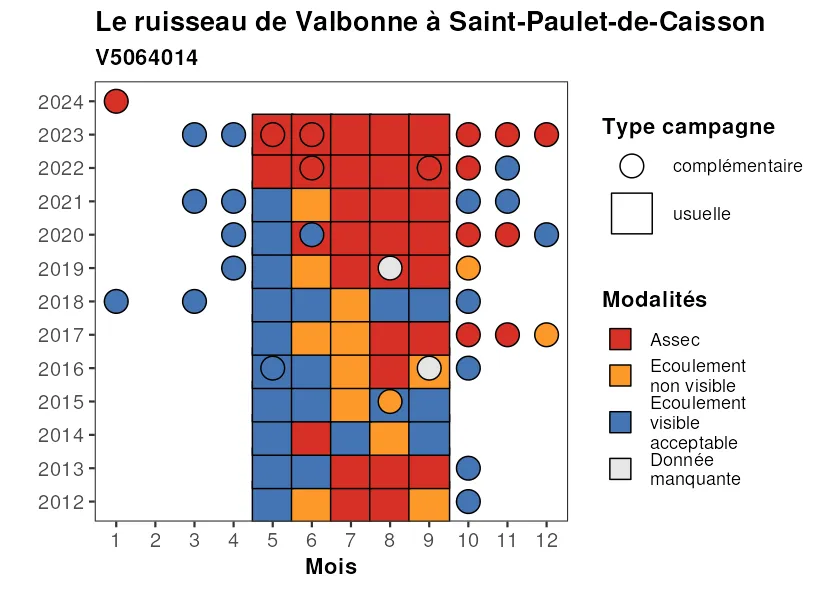 Le ruisseau de Valbonne à Saint-Paulet-de-Caisson
V5064014
2024
2023
2022
2021
2020
2019
2018
2017
2016
2015
2014
2013
2012
1 2 3 4 5 6 7 8 9 10 11 12
Mois
Type campagne
complémentaire
usuelle
Modalités
Assec
Ecoulement
non visible
Ecoulement
visible
acceptable
Donnée
manquante